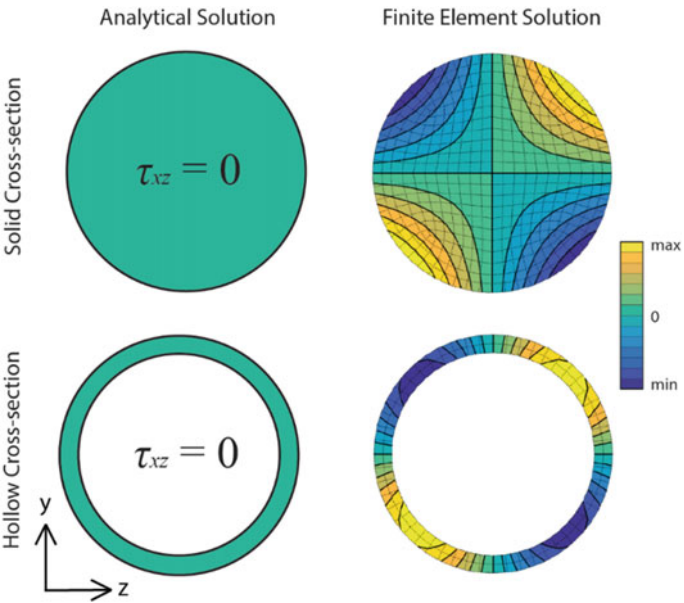 Analytical Solution
Finite Element Solution
Solid Cross-section
τxz = 0
max
0
min
Hollow Cross-section
τxz = 0
y
z